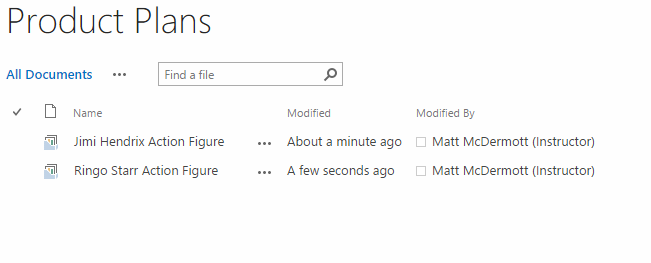 Product Plans
All Documents ••• Find a file
Name Modified Modified By
Jimi Hendrix Action Figure ••• About a minute ago Matt McDermott (Instructor)
Ringo Starr Action Figure ••• A few seconds ago Matt McDermott (Instructor)